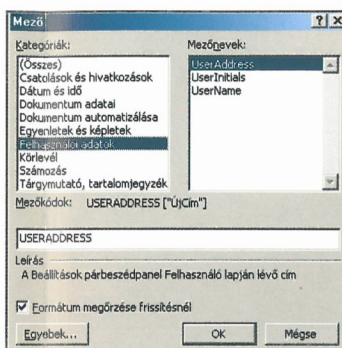 Mező
Kategóriák:
Mezőnevek:
(Összes)
Csatolások és hivatkozások
Dátum és idő
Dokumentum adatai
Dokumentum automatizálása
Egyenletek és képletek
Felhasználói adatok
Körlevél
Számozás
Tárgymutató, tartalomjegyzék
UserAddress
UserInitials
UserName
Mezőkódok: USERADDRESS ["ÚjCím"]
USERADDRESS
Leírás
A Beállítások párbeszédpanel Felhasználó lapján lévő cím
Formátum megőrzése frissítésnél
Egyebek...
OK
Mégse